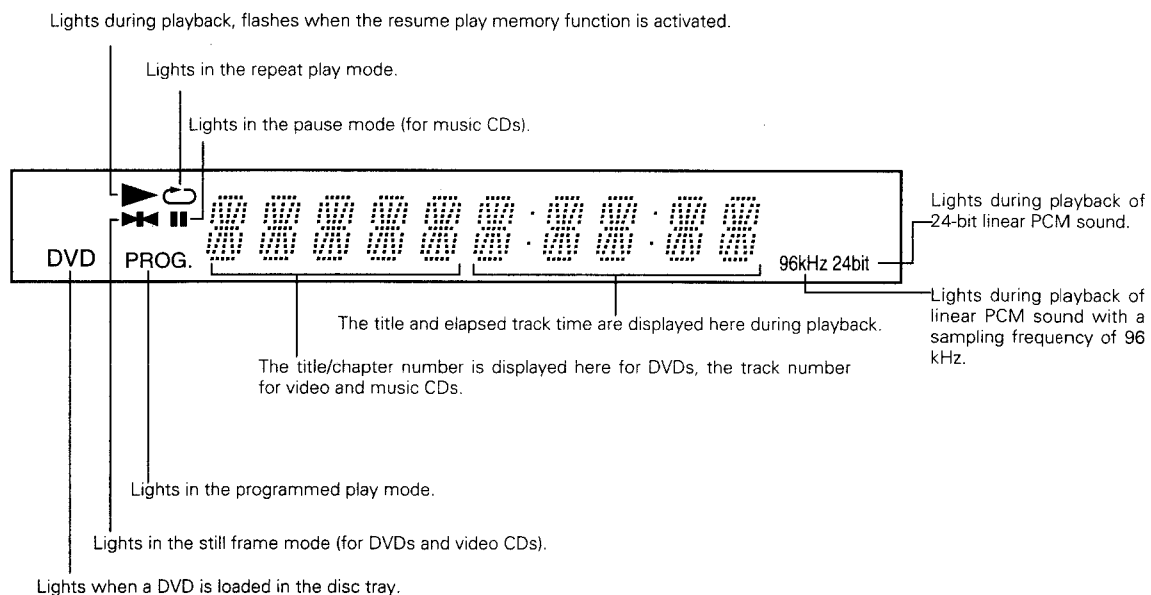 Lights during playback, flashes when the resume play memory function is activated.
Lights in the repeat play mode.
Lights in the pause mode (for music CDs).
DVD PROG.
96kHz 24bit
Lights during playback of
24-bit linear PCM sound.
Lights during playback of
linear PCM sound with a
sampling frequency of 96
kHz.
The title and elapsed track time are displayed here during playback.
The title/chapter number is displayed here for DVDs, the track number
for video and music CDs.
Lights in the programmed play mode.
Lights in the still frame mode (for DVDs and video CDs).
Lights when a DVD is loaded in the disc tray.